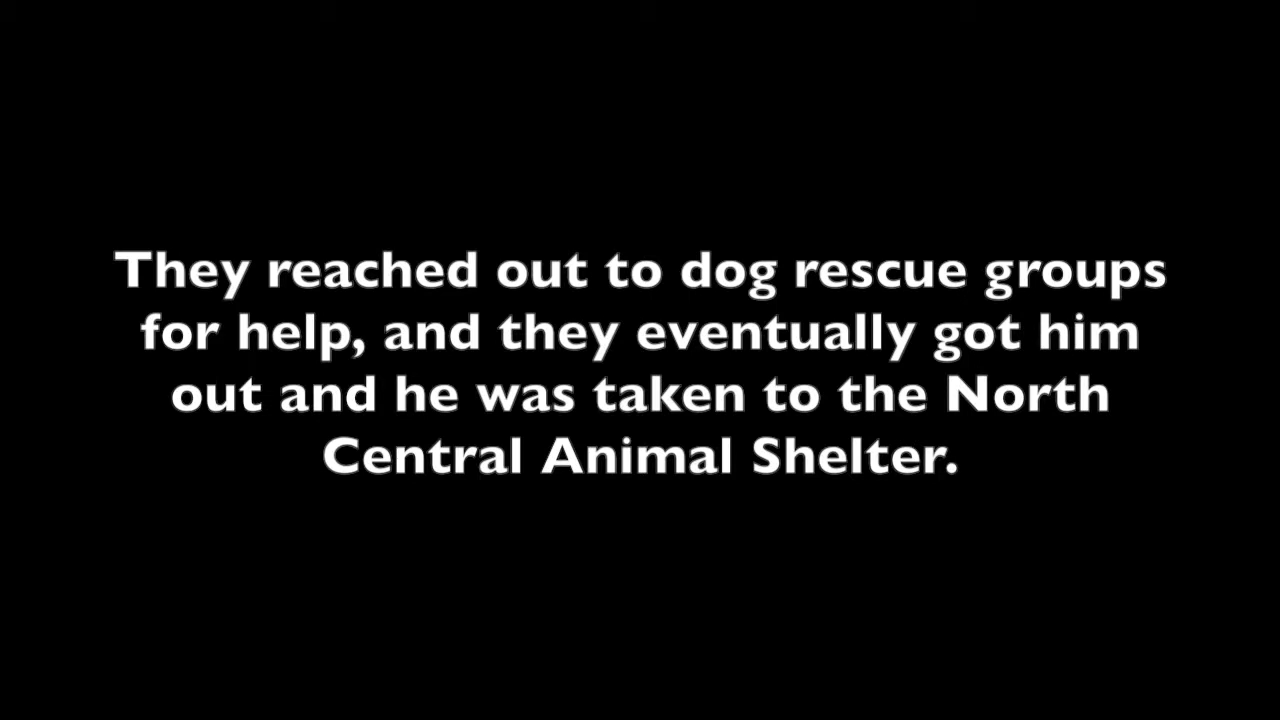 They reached out to dog rescue groups
for help, and they eventually got him
out and he was taken to the North
Central Animal Shelter.